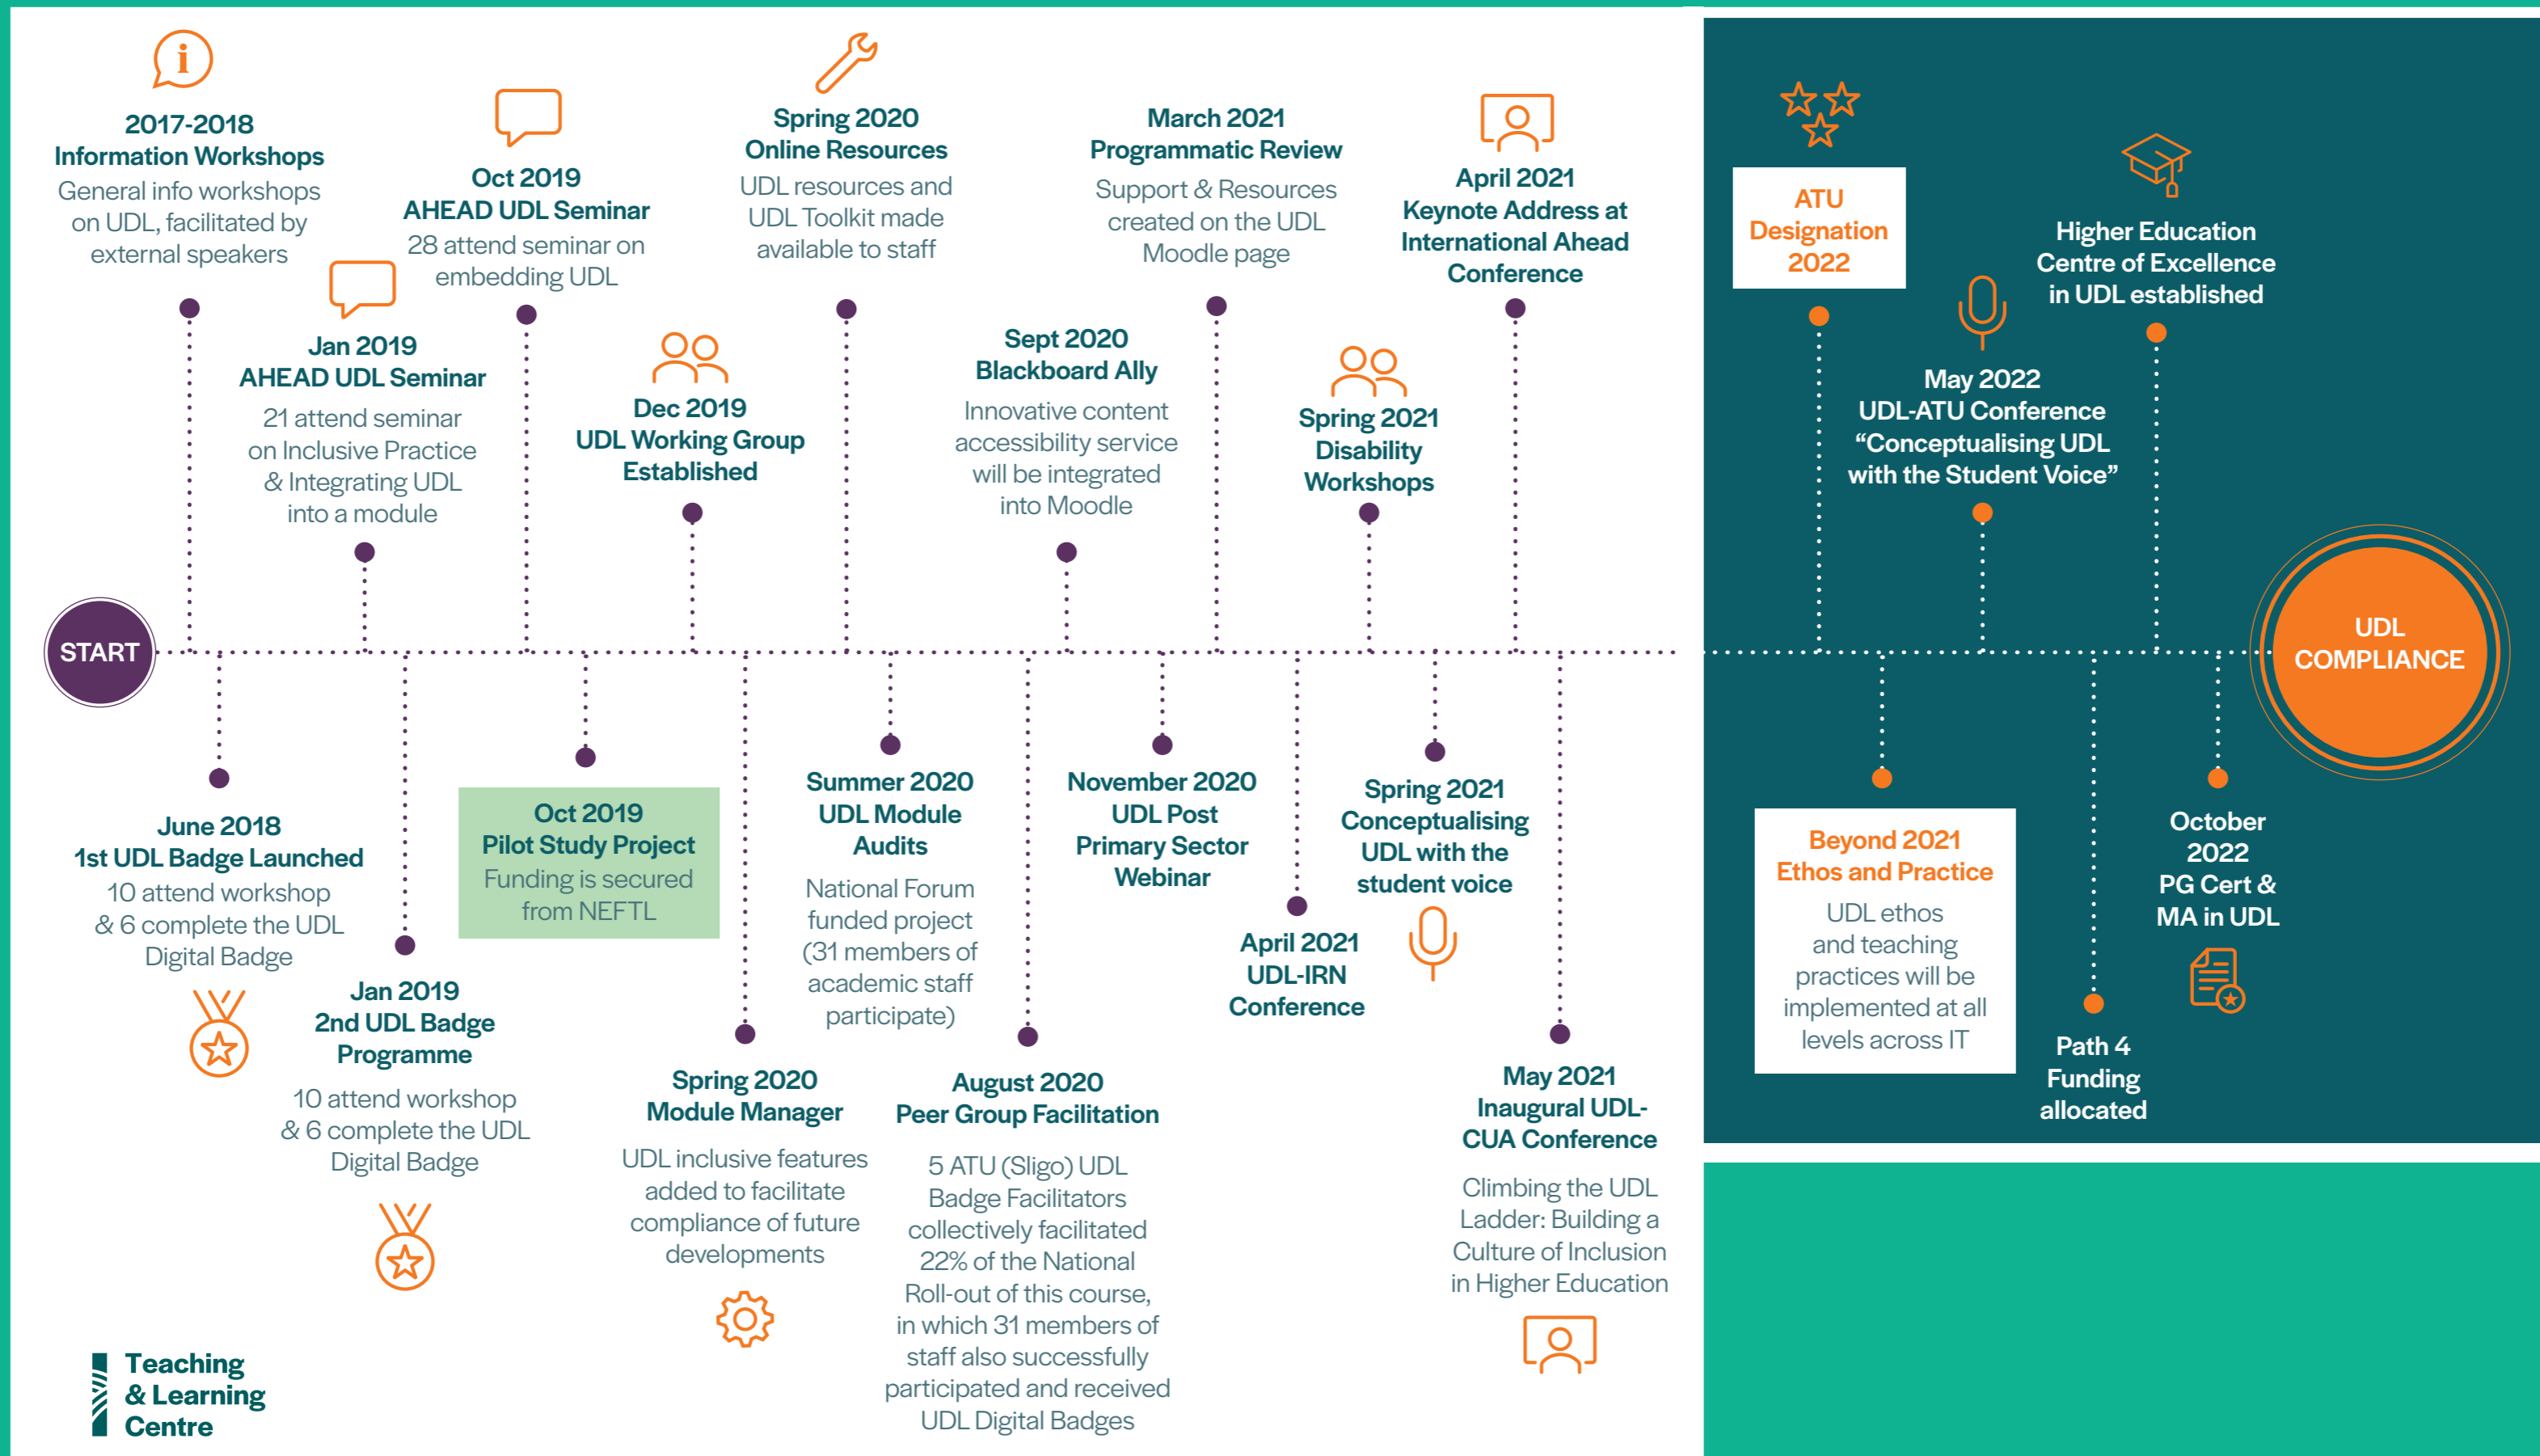 2017-2018
Information Workshops
General info workshops
on UDL, facilitated by
external speakers
Jan 2019
AHEAD UDL Seminar
21 attend seminar
on Inclusive Practice
& Integrating UDL
into a module
Oct 2019
AHEAD UDL Seminar
28 attend seminar on
embedding UDL
Dec 2019
UDL Working Group
Established
Spring 2020
Online Resources
UDL resources and
UDL Toolkit made
available to staff
Sept 2020
Blackboard Ally
Innovative content
accessibility service
will be integrated
into Moodle
March 2021
Programmatic Review
Support & Resources
created on the UDL
Moodle page
Spring 2021
Disability
Workshops
April 2021
Keynote Address at
International Ahead
Conference
ATU
Designation
2022
May 2022
UDL-ATU Conference
“Conceptualising UDL
with the Student Voice”
Higher Education
Centre of Excellence
in UDL established
START
UDL
COMPLIANCE
June 2018
1st UDL Badge Launched
10 attend workshop
& 6 complete the UDL
Digital Badge
Jan 2019
2nd UDL Badge
Programme
10 attend workshop
& 6 complete the UDL
Digital Badge
Oct 2019
Pilot Study Project
Funding is secured
from NEFTL
Spring 2020
Module Manager
UDL inclusive features
added to facilitate
compliance of future
developments
Summer 2020
UDL Module
Audits
National Forum
funded project
(31 members of
academic staff
participate)
August 2020
Peer Group Facilitation
5 ATU (Sligo) UDL
Badge Facilitators
collectively facilitated
22% of the National
Roll-out of this course,
in which 31 members of
staff also successfully
participated and received
UDL Digital Badges
November 2020
UDL Post
Primary Sector
Webinar
April 2021
UDL-IRN
Conference
Spring 2021
Conceptualising
UDL with the
student voice
May 2021
Inaugural UDL-
CUA Conference
Climbing the UDL
Ladder: Building a
Culture of Inclusion
in Higher Education
Beyond 2021
Ethos and Practice
UDL ethos
and teaching
practices will be
implemented at all
levels across IT
Path 4
Funding
allocated
October
2022
PG Cert &
MA in UDL
Teaching
& Learning
Centre